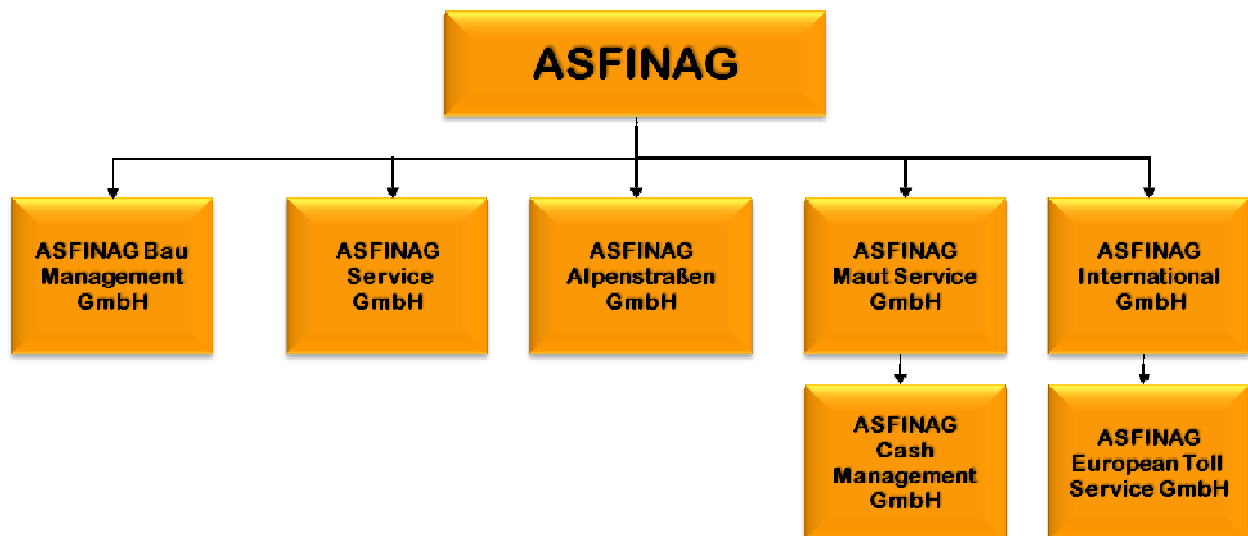 ASFINAG
ASFINAG Bau
Management
GmbH
ASFINAG
Service
GmbH
ASFINAG
Alpenstraßen
GmbH
ASFINAG
Maut Service
GmbH
ASFINAG
International
GmbH
ASFINAG
Cash
Management
GmbH
ASFINAG
European Toll
Service GmbH